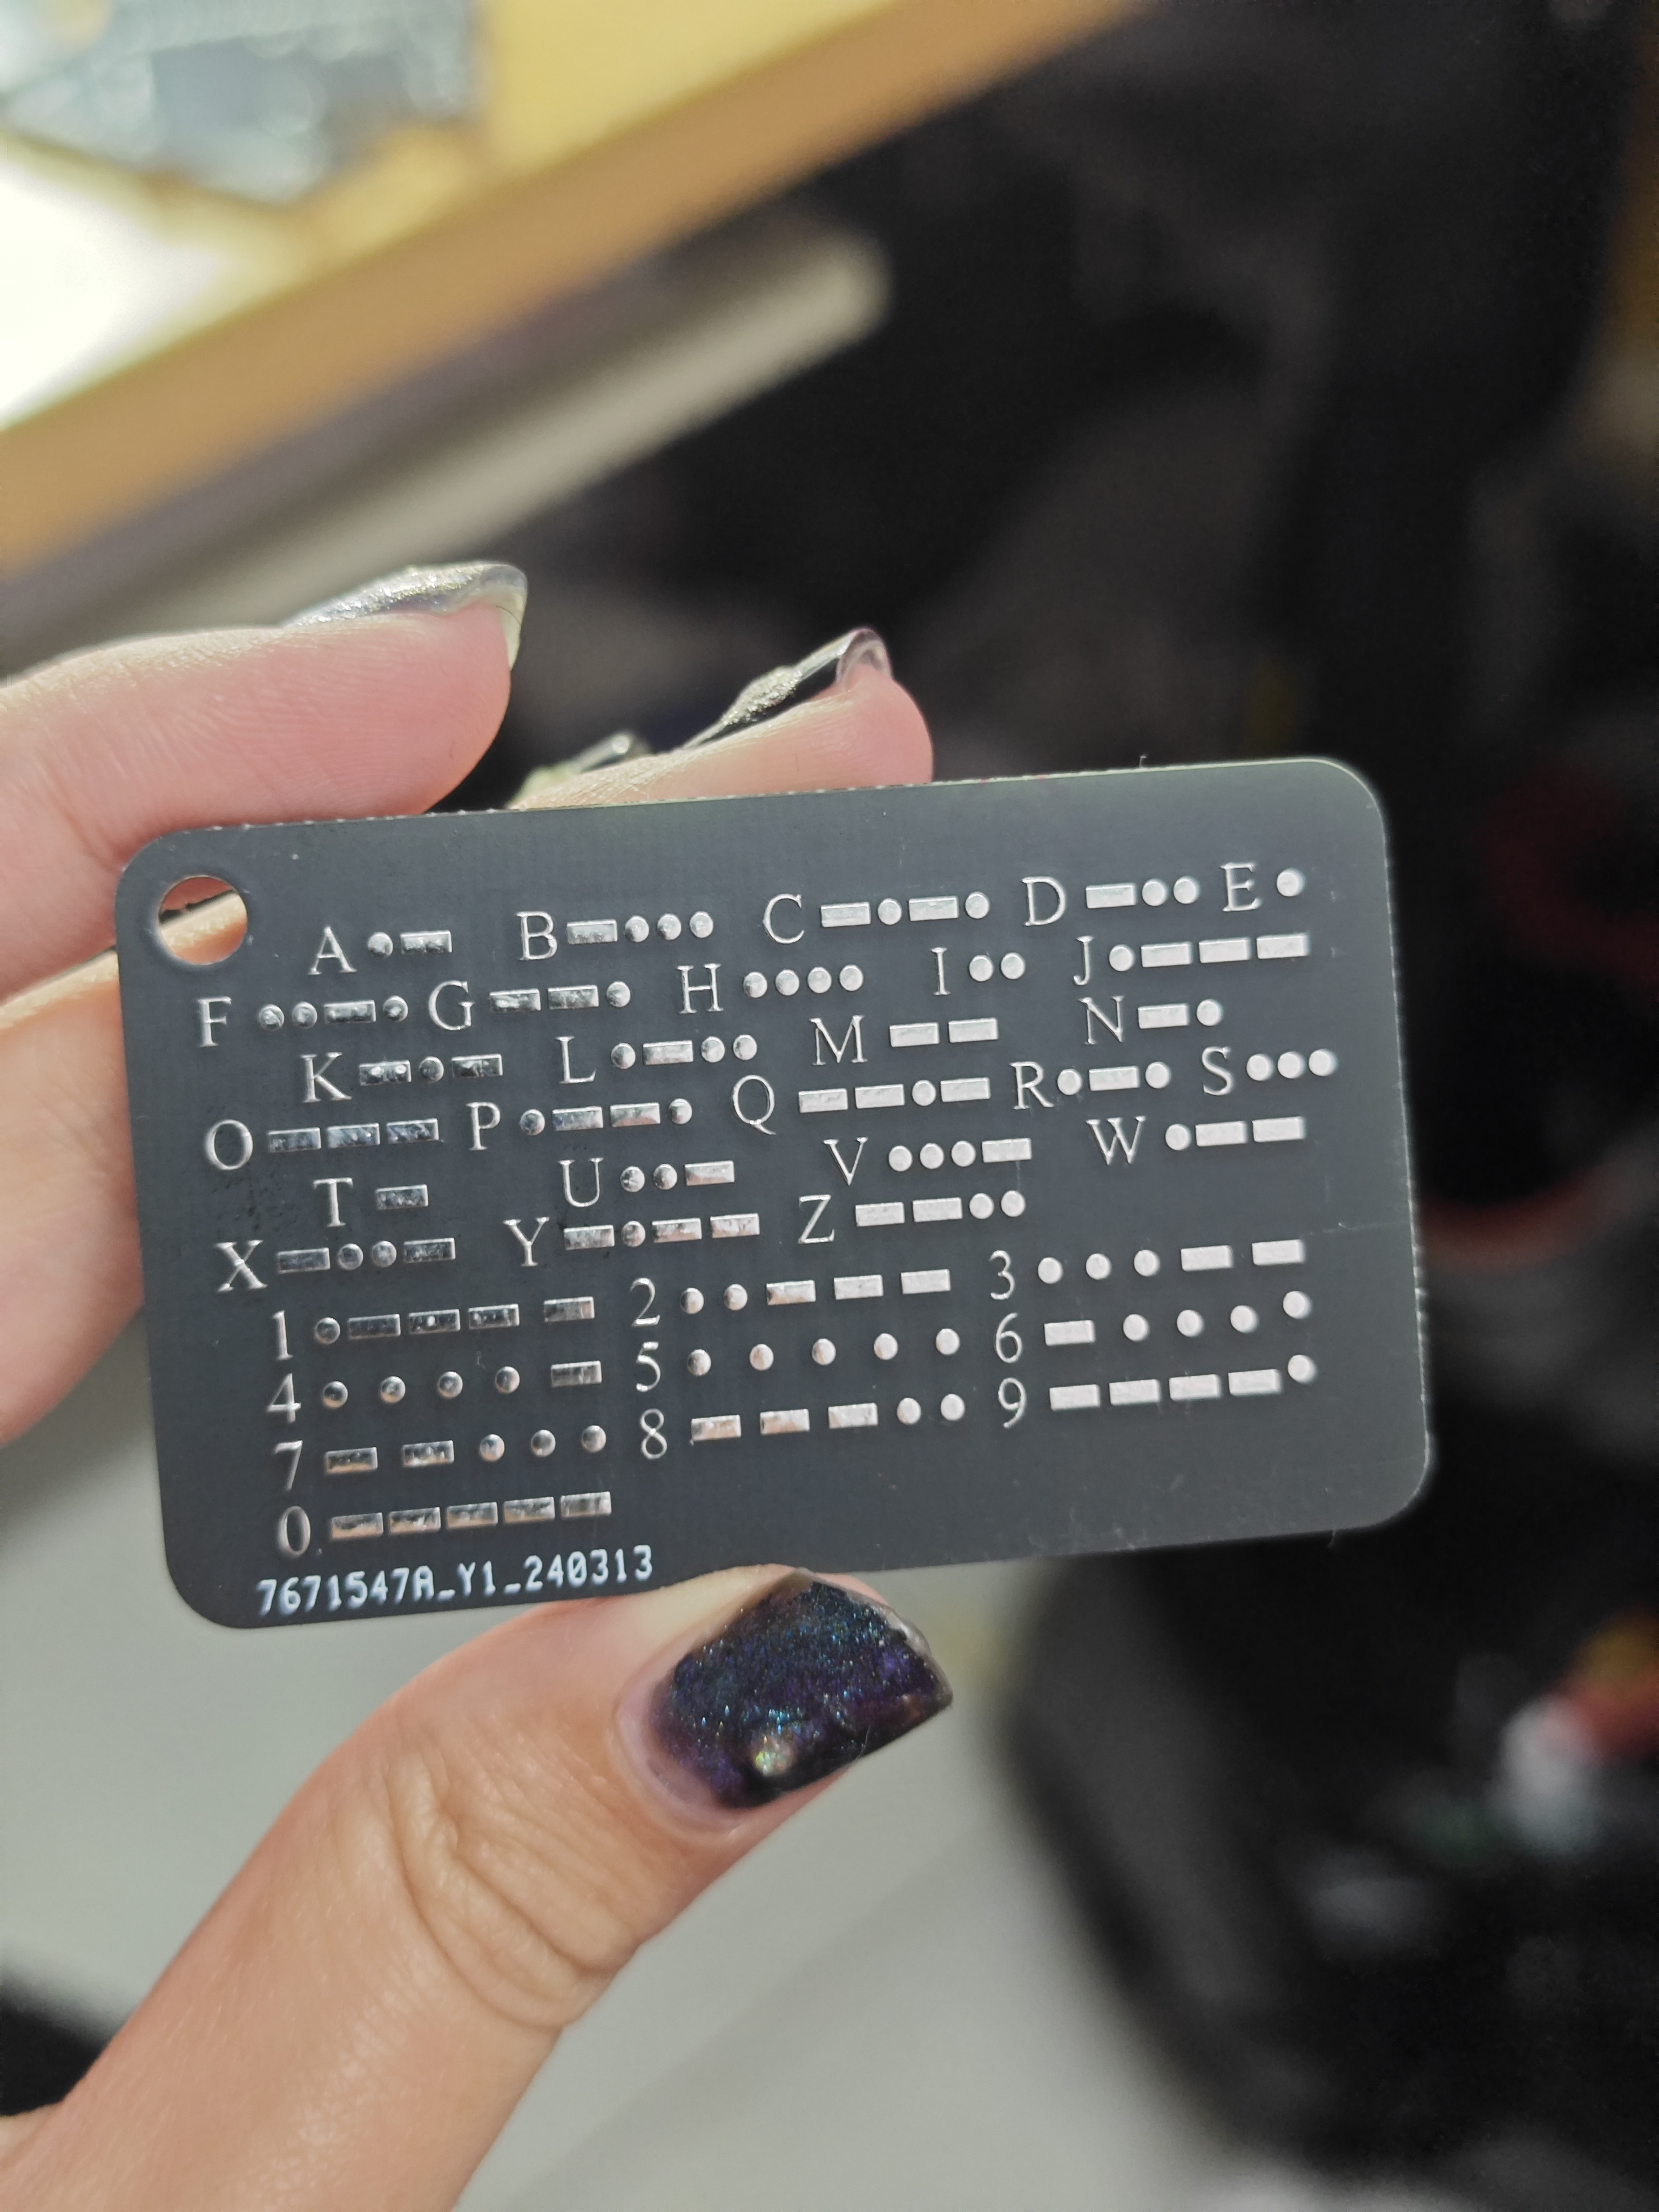 A •– B –••• C –•–• D –•• E •
F ••–• G ––• H •••• I •• J •–––
K –•– L •–•• M –– N –•
O ––– P •––• Q ––•– R •–• S •••
T – U ••– V •••– W •––
X –••– Y –•–– Z ––••
1 •–––– 2 ••––– 3 •••––
4 ••••– 5 ••••• 6 –••••
7 ––••• 8 –––•• 9 ––––•
0 –––––
7671547A_Y1_240313